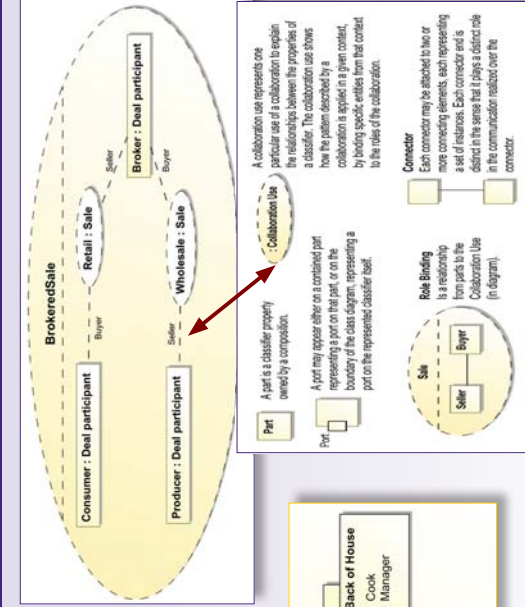 BrokeredSale
Consumer : Deal participant
Buyer
Retail : Sale
Seller
Broker : Deal participant
Buyer
Wholesale : Sale
Seller
Producer : Deal participant
Part
A part is a classifier property
owned by a composition.
Port
A port may appear either on a contained part
representing a port on that part, or on the
boundary of the class diagram, representing a
port on the represented classifier itself.
: Collaboration Use
A collaboration use represents one
particular use of a collaboration to explain
the relationships between the properties of
a classifier. The collaboration use shows
how the pattern described by a
collaboration is applied in a given context,
by binding specific entities from that context
to the roles of the collaboration.
Sale
Seller
Buyer
Role Binding
Is a relationship
from parts to the
Collaboration Use
(in diagram).
Connector
Each connector may be attached to two or
more connecting elements, each representing
a set of instances. Each connector end is
distinct in the sense that it plays a distinct role
in the communication realized over the
connector.
Back of House
Cook
Manager